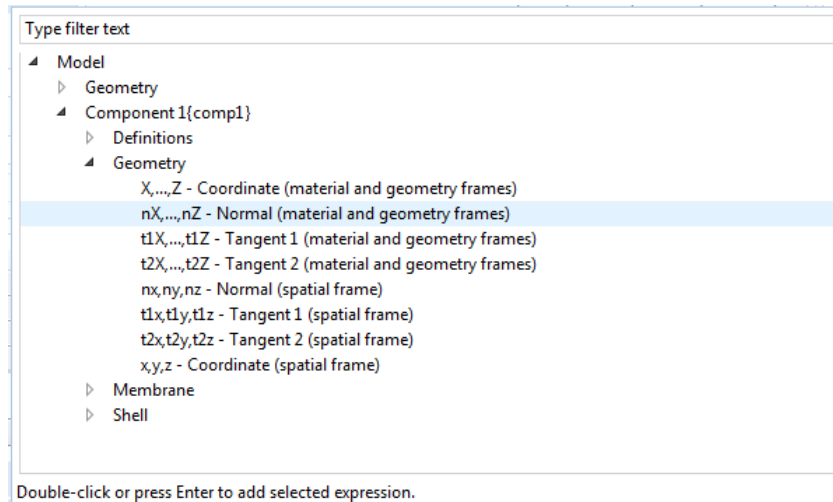 Type filter text
Model
Geometry
Component 1{comp1}
Definitions
Geometry
X,...,Z - Coordinate (material and geometry frames)
nX,...,nZ - Normal (material and geometry frames)
t1X,...,t1Z - Tangent 1 (material and geometry frames)
t2X,...,t2Z - Tangent 2 (material and geometry frames)
nx,ny,nz - Normal (spatial frame)
t1x,t1y,t1z - Tangent 1 (spatial frame)
t2x,t2y,t2z - Tangent 2 (spatial frame)
x,y,z - Coordinate (spatial frame)
Membrane
Shell
Double-click or press Enter to add selected expression.